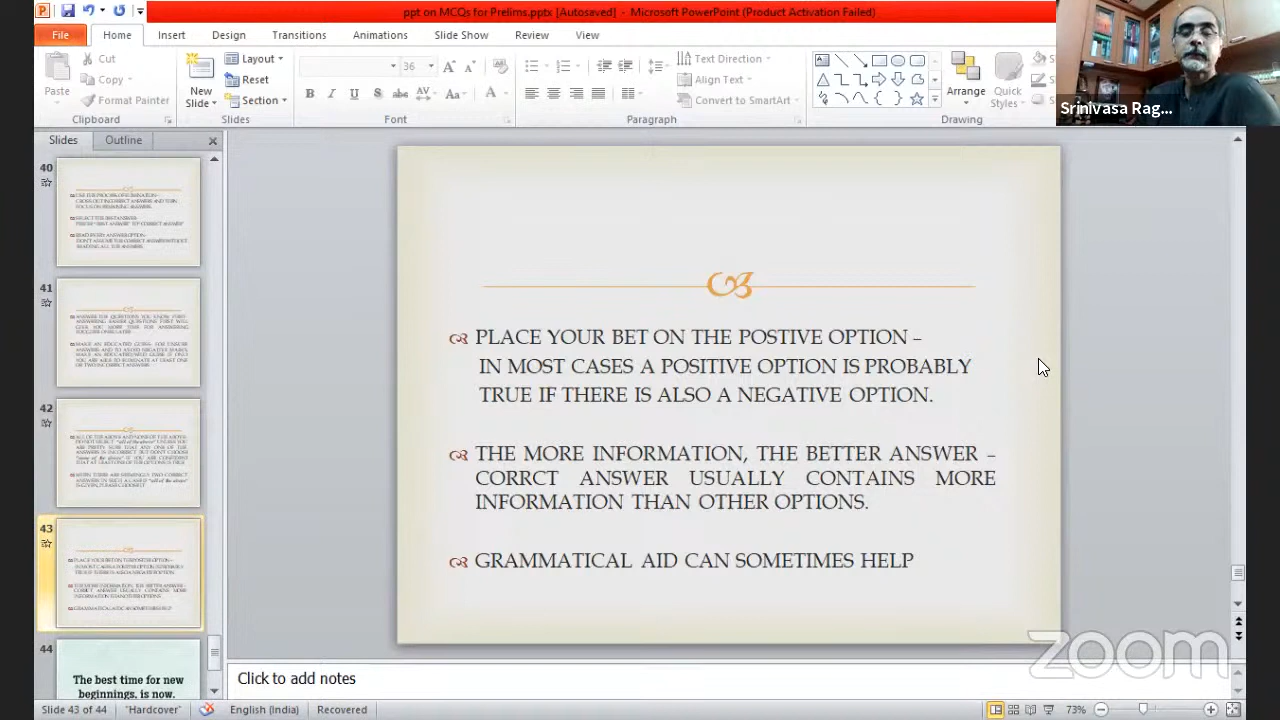 ppt on MCQs for Prelims.pptx [Autosaved] - Microsoft PowerPoint (Product Activation Failed)
File Home Insert Design Transitions Animations Slide Show Review View
Paste
Cut
Copy
Format Painter
Clipboard
New Slide
Layout
Reset
Section
Slides
36
B I U S abc AV Aa A
Font
Text Direction
Align Text
Convert to SmartArt
Paragraph
Arrange
Quick Styles
Drawing
Srinivasa Rag...
Slides Outline
40
41
42
43
44
The best time for new
beginnings, is now.
PLACE YOUR BET ON THE POSTIVE OPTION –
IN MOST CASES A POSITIVE OPTION IS PROBABLY
TRUE IF THERE IS ALSO A NEGATIVE OPTION.
THE MORE INFORMATION, THE BETTER ANSWER –
CORRCT ANSWER USUALLY CONTAINS MORE
INFORMATION THAN OTHER OPTIONS.
GRAMMATICAL AID CAN SOMETIMES HELP
zoom
Click to add notes
Slide 43 of 44 "Hardcover" English (India) Recovered 73%